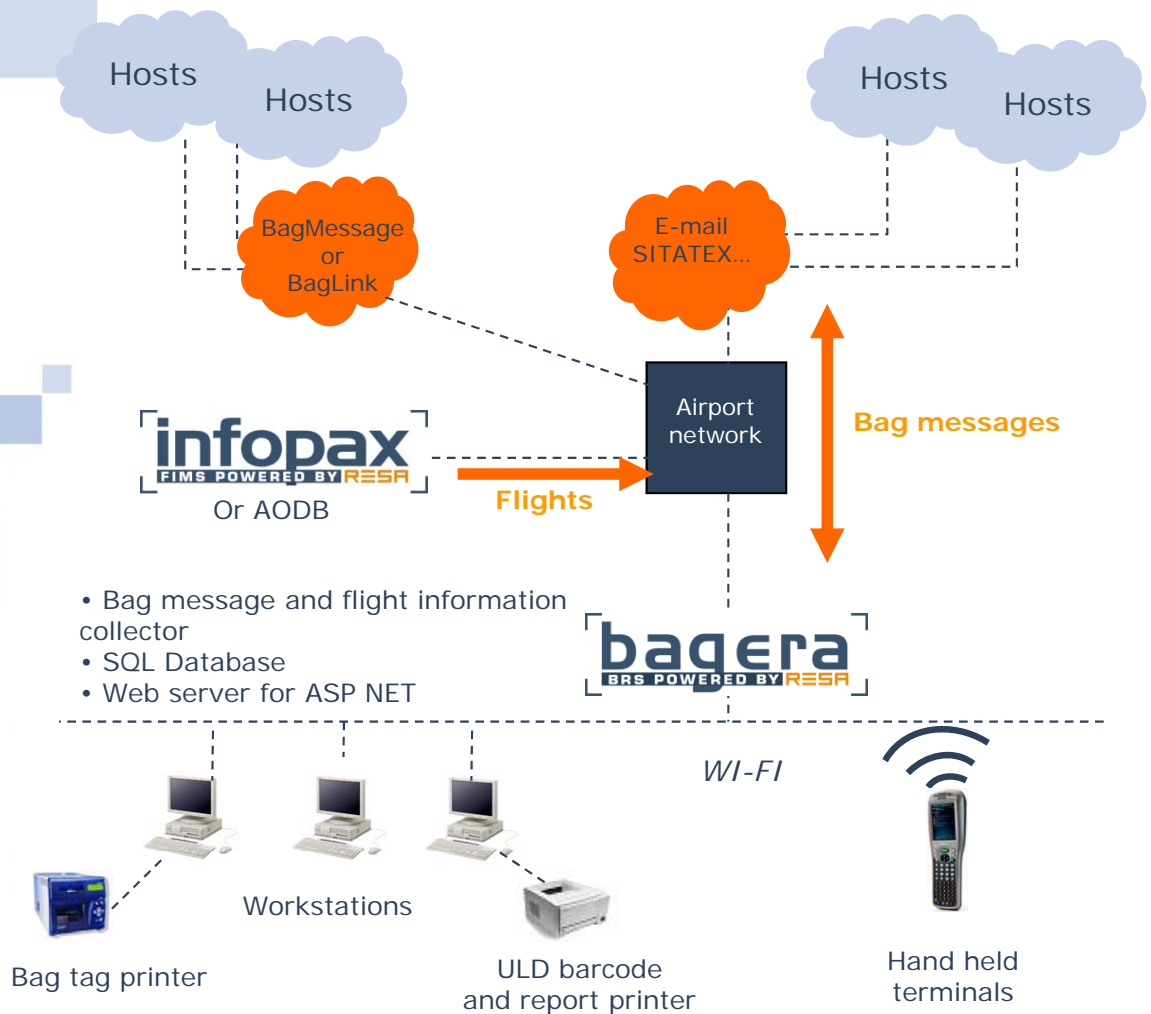 Hosts
Hosts
Hosts
Hosts
BagMessage
or
BagLink
E-mail
SITATEX...
Airport
network
Bag messages
infopax
FIMS POWERED BY RESA
Or AODB
Flights
• Bag message and flight information
collector
• SQL Database
• Web server for ASP NET
bagera
BRS POWERED BY RESA
WI-FI
Workstations
Bag tag printer
ULD barcode
and report printer
Hand held
terminals